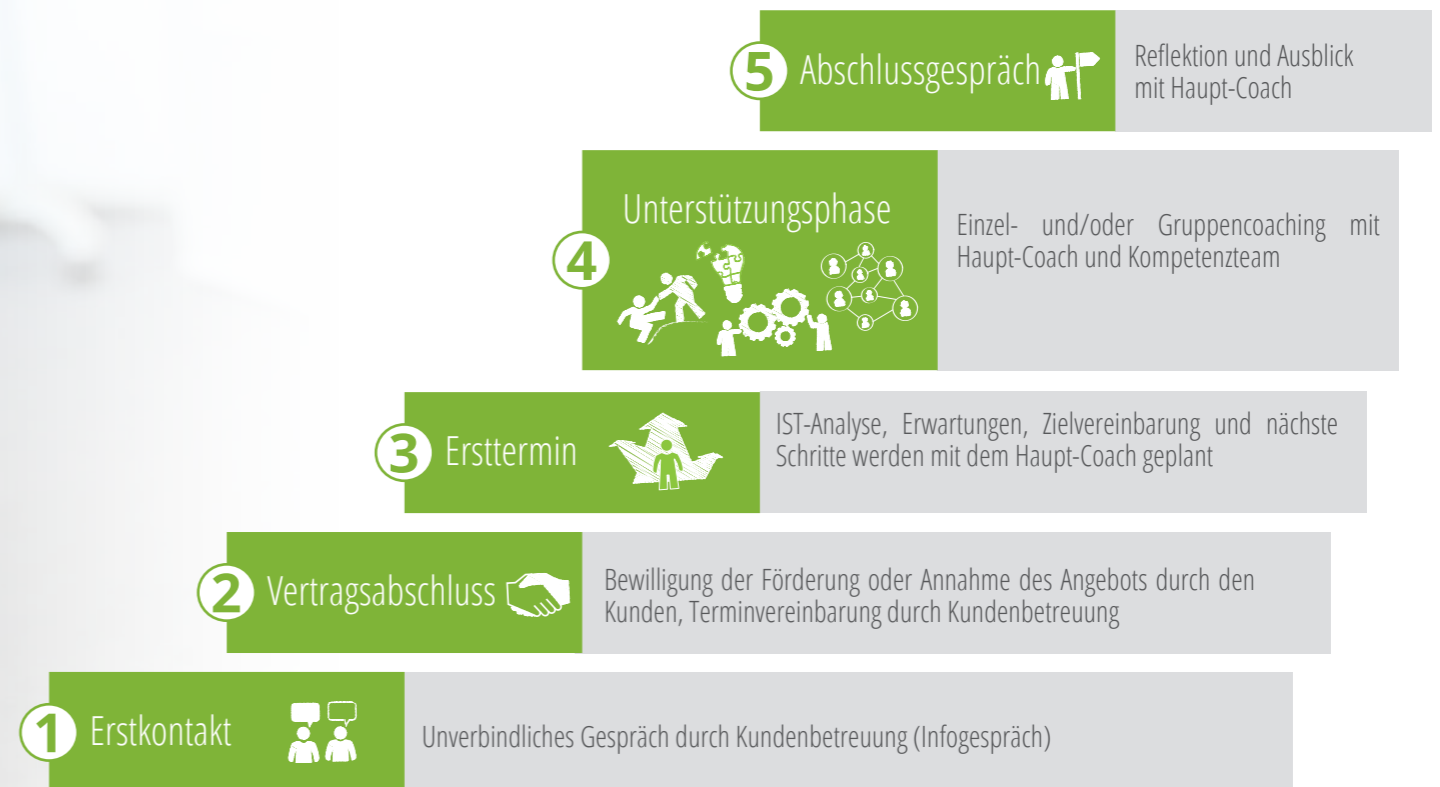 5 Abschlussgespräch
Reflektion und Ausblick
mit Haupt-Coach
4 Unterstützungsphase
Einzel- und/oder Gruppencoaching mit
Haupt-Coach und Kompetenzteam
3 Ersttermin
IST-Analyse, Erwartungen, Zielvereinbarung und nächste
Schritte werden mit dem Haupt-Coach geplant
2 Vertragsabschluss
Bewilligung der Förderung oder Annahme des Angebots durch den
Kunden, Terminvereinbarung durch Kundenbetreuung
1 Erstkontakt
Unverbindliches Gespräch durch Kundenbetreuung (Infogespräch)